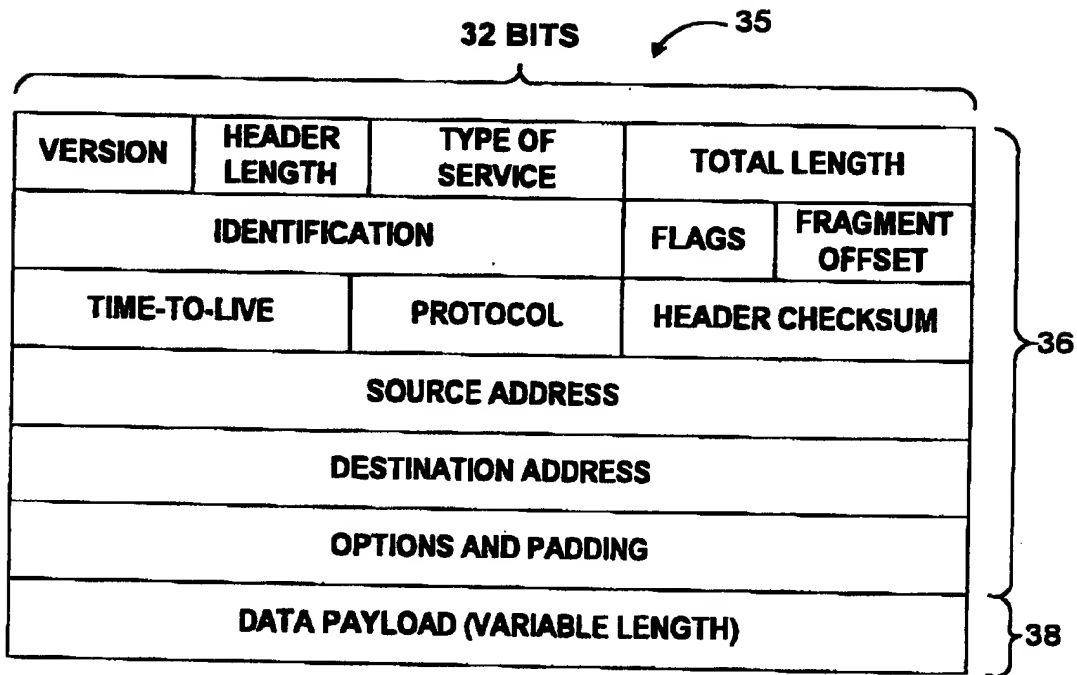 32 BITS
35
VERSION
HEADER
LENGTH
TYPE OF
SERVICE
TOTAL LENGTH
IDENTIFICATION
FLAGS
FRAGMENT
OFFSET
TIME-TO-LIVE
PROTOCOL
HEADER CHECKSUM
36
SOURCE ADDRESS
DESTINATION ADDRESS
OPTIONS AND PADDING
DATA PAYLOAD (VARIABLE LENGTH)
38